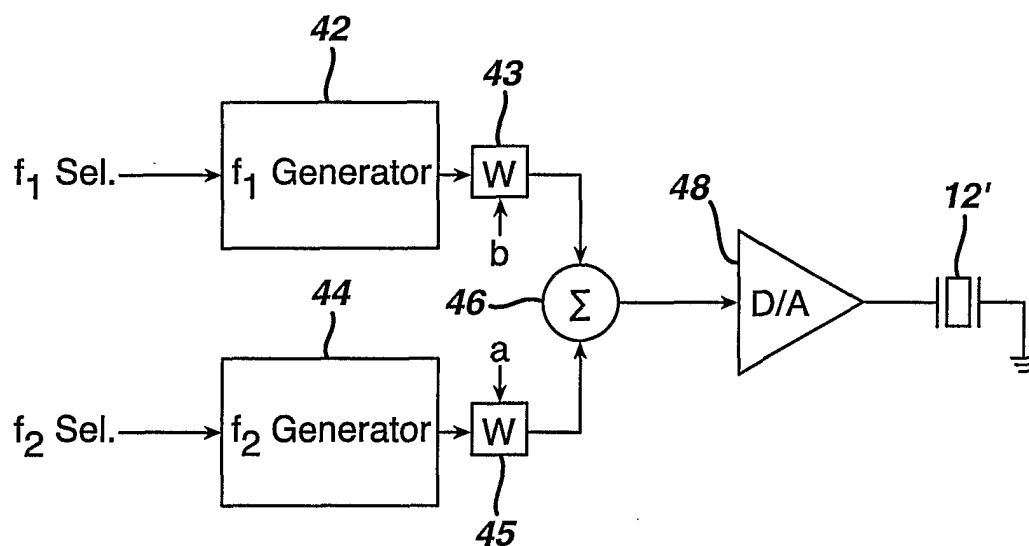 42
43
f₁ Sel.
f₁ Generator
W
b
48
12'
44
46
Σ
D/A
a
f₂ Sel.
f₂ Generator
W
45